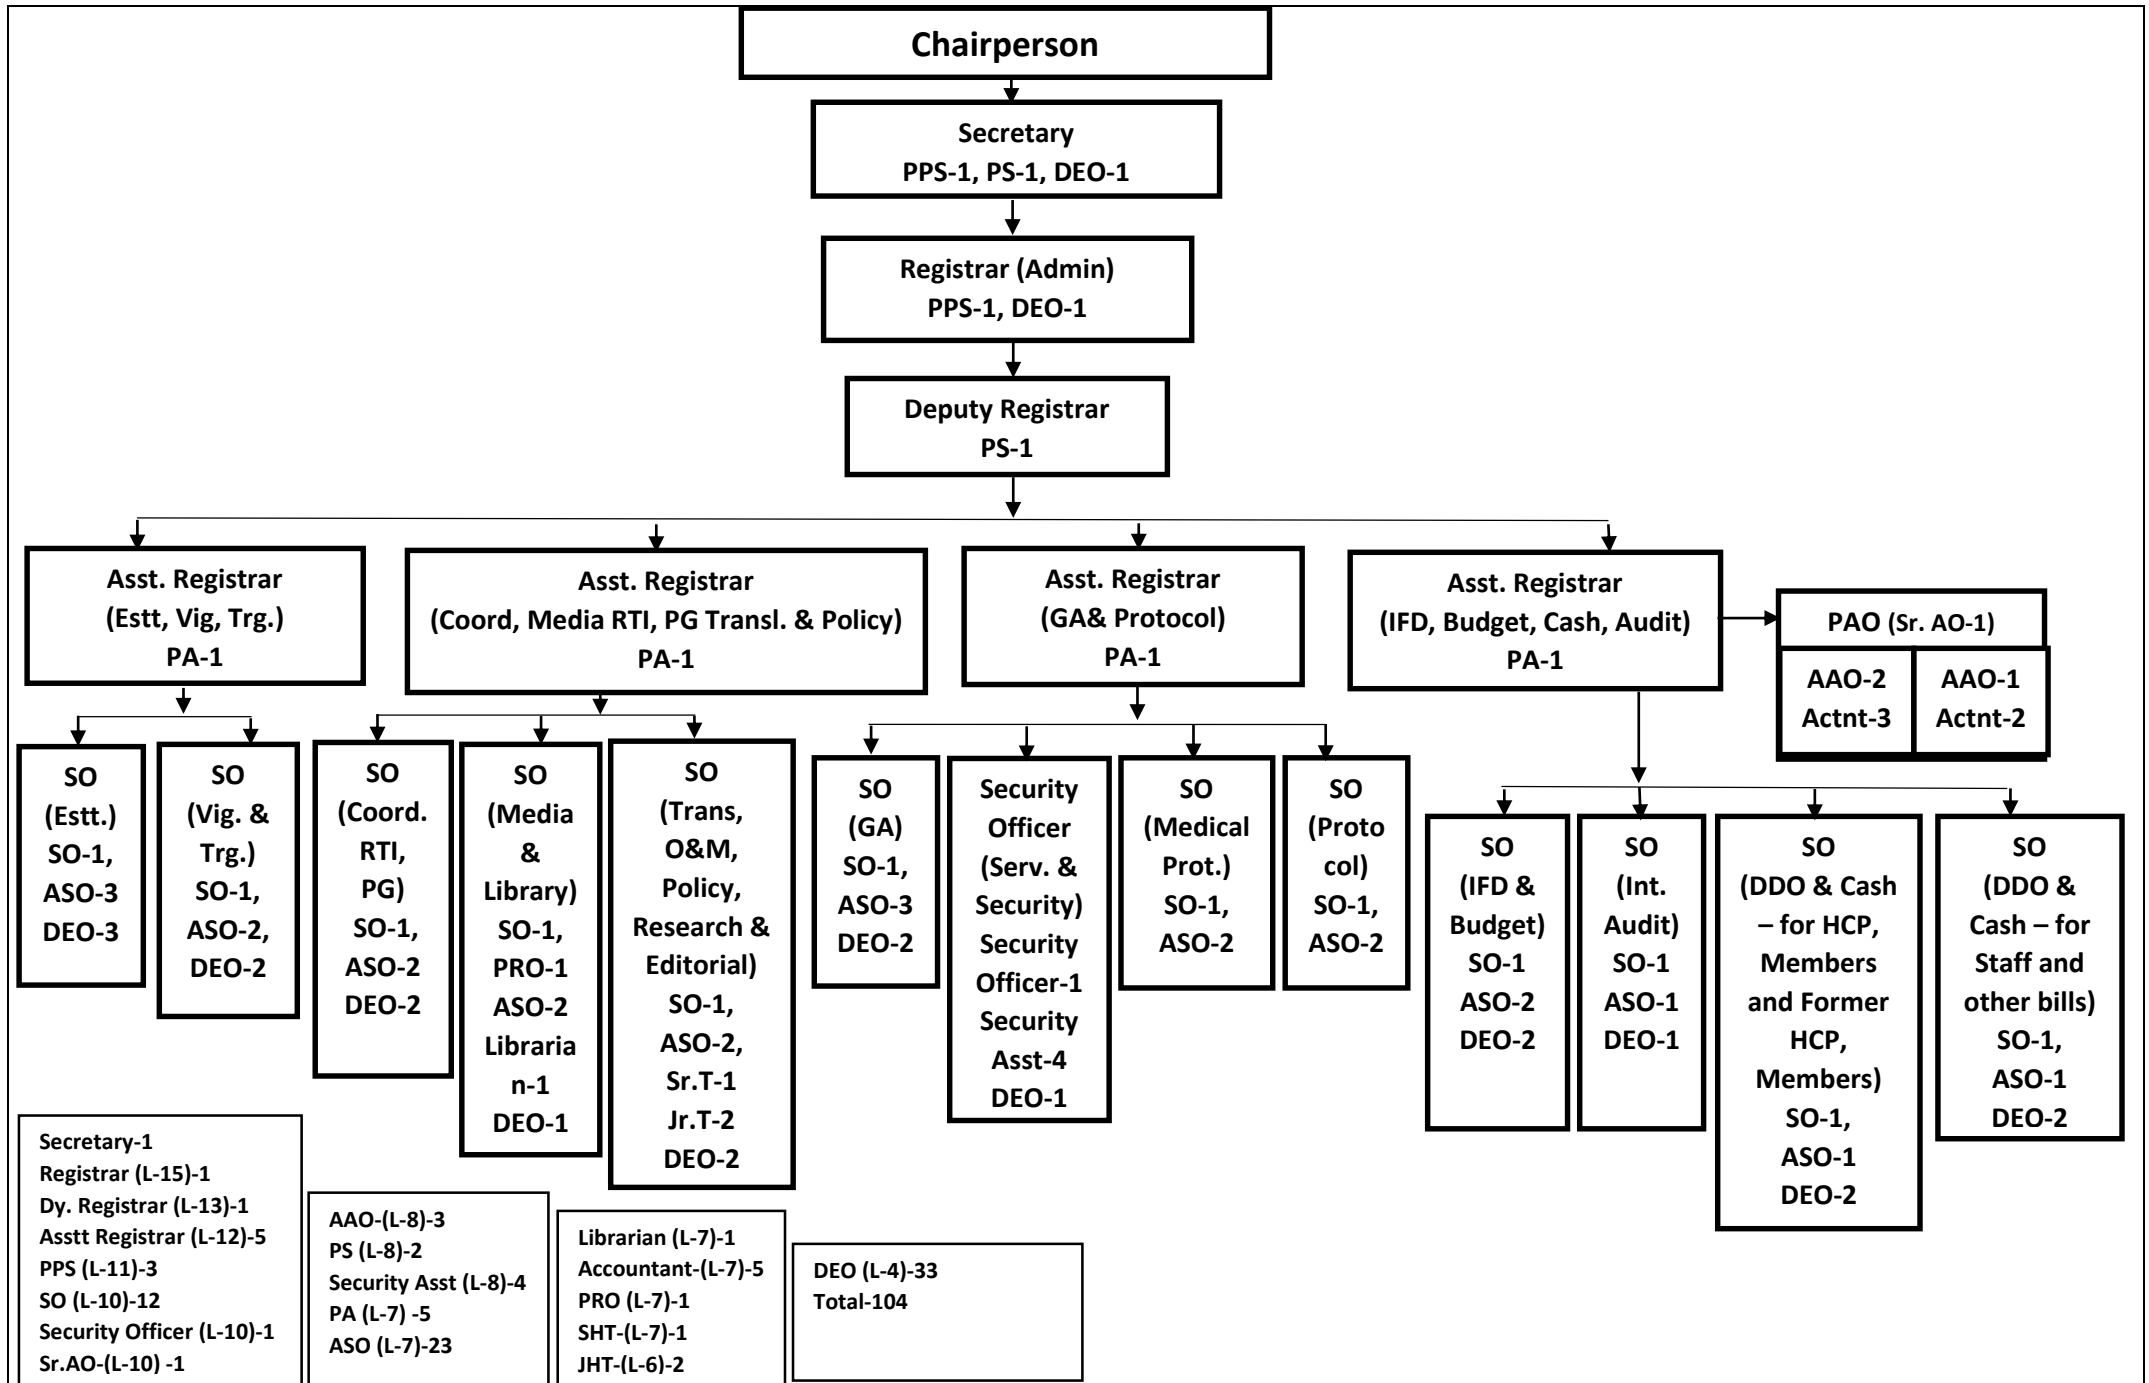 Chairperson
Secretary
PPS-1, PS-1, DEO-1
Registrar (Admin)
PPS-1, DEO-1
Deputy Registrar
PS-1
Asst. Registrar
(Estt, Vig, Trg.)
PA-1
Asst. Registrar
(Coord, Media RTI, PG Transl. & Policy)
PA-1
Asst. Registrar
(GA& Protocol)
PA-1
Asst. Registrar
(IFD, Budget, Cash, Audit)
PA-1
PAO (Sr. AO-1)
AAO-2
Actnt-3
AAO-1
Actnt-2
SO
(Estt.)
SO-1,
ASO-3
DEO-3
SO
(Vig. &
Trg.)
SO-1,
ASO-2,
DEO-2
SO
(Coord.
RTI,
PG)
SO-1,
ASO-2
DEO-2
SO
(Media
&
Library)
SO-1,
PRO-1
ASO-2
Libraria
n-1
DEO-1
SO
(Trans,
O&M,
Policy,
Research &
Editorial)
SO-1,
ASO-2,
Sr.T-1
Jr.T-2
DEO-2
SO
(GA)
SO-1,
ASO-3
DEO-2
Security
Officer
(Serv. &
Security)
Security
Officer-1
Security
Asst-4
DEO-1
SO
(Medical
Prot.)
SO-1,
ASO-2
SO
(Proto
col)
SO-1,
ASO-2
SO
(IFD &
Budget)
SO-1
ASO-2
DEO-2
SO
(Int.
Audit)
SO-1
ASO-1
DEO-1
SO
(DDO & Cash
– for HCP,
Members
and Former
HCP,
Members)
SO-1,
ASO-1
DEO-2
SO
(DDO &
Cash – for
Staff and
other bills)
SO-1,
ASO-1
DEO-2
Secretary-1
Registrar (L-15)-1
Dy. Registrar (L-13)-1
Asstt Registrar (L-12)-5
PPS (L-11)-3
SO (L-10)-12
Security Officer (L-10)-1
Sr.AO-(L-10) -1
AAO-(L-8)-3
PS (L-8)-2
Security Asst (L-8)-4
PA (L-7) -5
ASO (L-7)-23
Librarian (L-7)-1
Accountant-(L-7)-5
PRO (L-7)-1
SHT-(L-7)-1
JHT-(L-6)-2
DEO (L-4)-33
Total-104